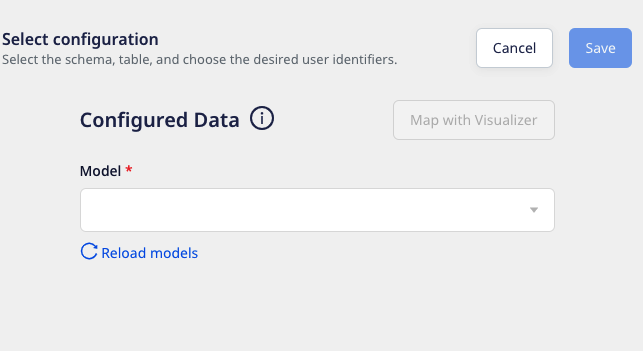 Select configuration
Select the schema, table, and choose the desired user identifiers.
Cancel
Save
Configured Data
Map with Visualizer
Model *
Reload models